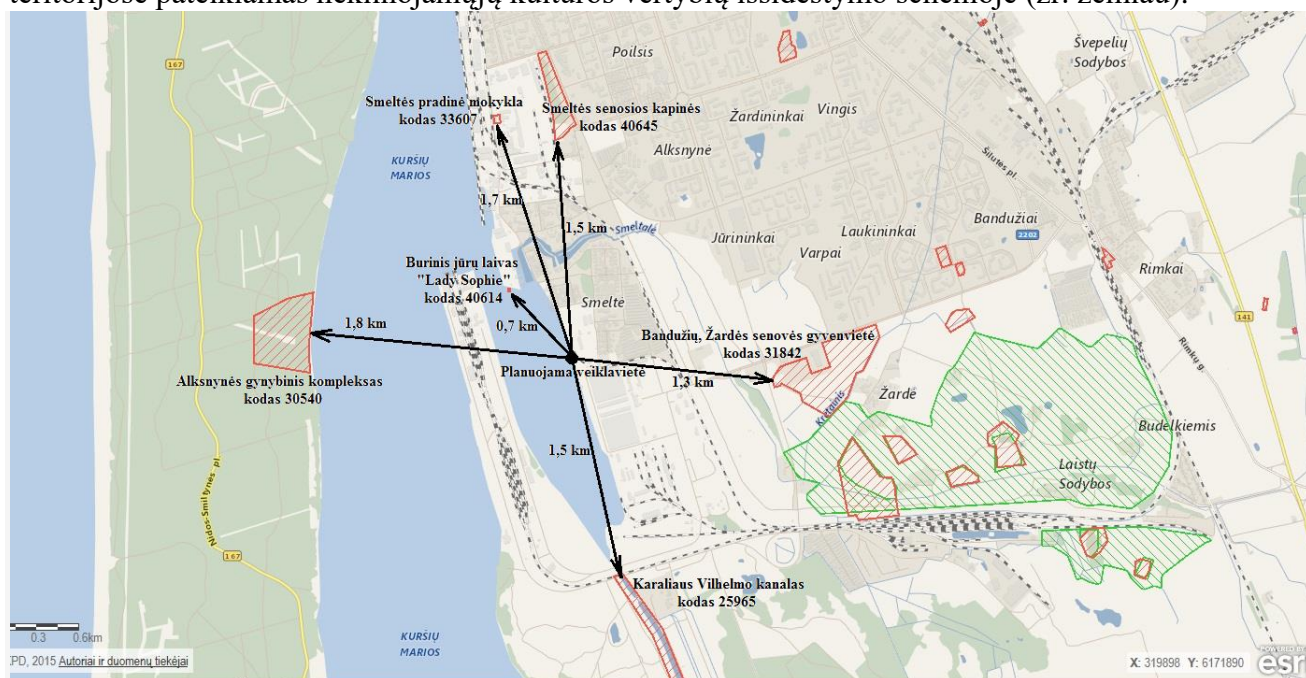 teritorijose pateikiamas nekilnojamųjų kultūros vertybių išsidėstymo schemoje (žr. žemiau).
167
Poilsis
Švepelių
Sodybos
Smeltės pradinė mokykla
kodas 33607
Smeltės senosios kapinės
kodas 40645
Vingis
Žardininkai
Alksnynė
Šilutės pl.
KURŠIŲ
MARIOS
1,7 km
1,5 km
Smeltalė
Jūrininkai
Varpai
Laukininkai
Bandužiai
2202
Rimkai
Burinis jūrų laivas
"Lady Sophie"
kodas 40614
Smeltė
0,7 km
1,8 km
141
Rimkų g.
Bandužių, Žardės senovės gyvenvietė
kodas 31842
Planuojama veiklavietė
1,3 km
Alksnynės gynybinis kompleksas
kodas 30540
Žardė
Kretainis
Budelkiemis
1,5 km
Laistų
Sodybos
Nidos-Smiltynės pl.
167
Karaliaus Vilhelmo kanalas
kodas 25965
0.3 0.6km
KURŠIŲ
MARIOS
PD, 2015 Autoriai ir duomenų tiekėjai
X: 319898 Y: 6171890
POWERED BY
esri